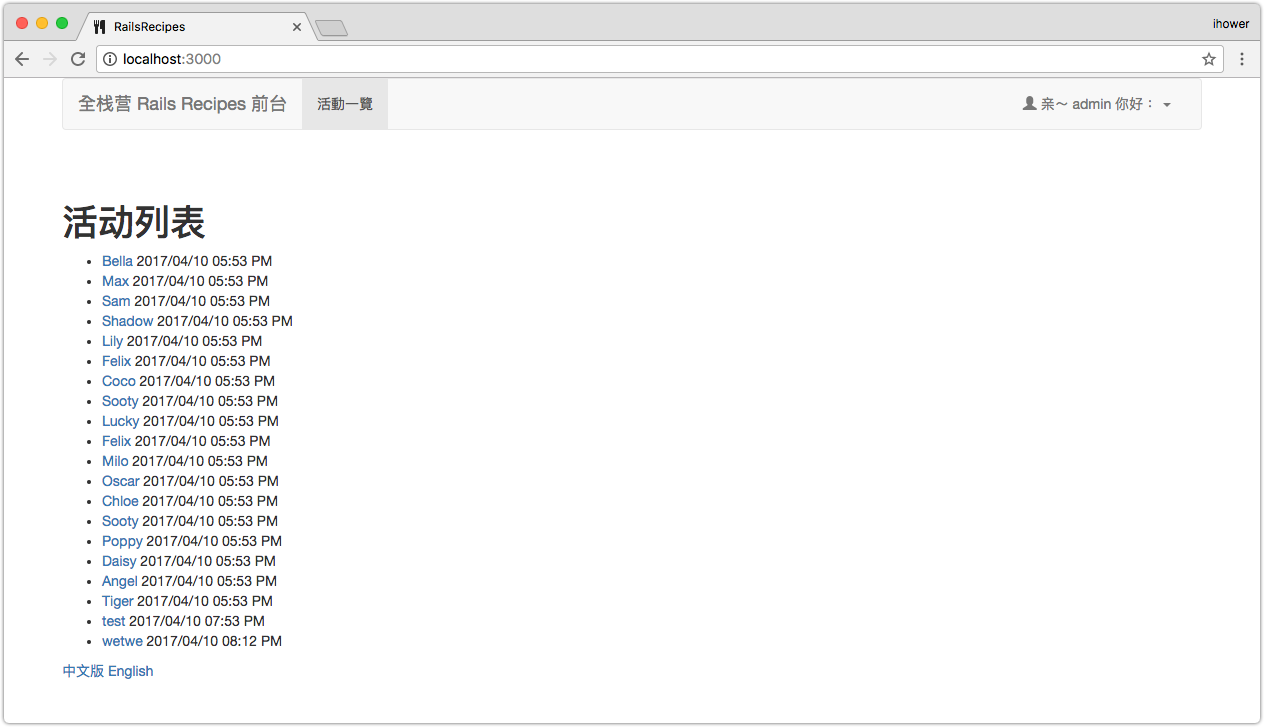 RailsRecipes
ihower
localhost:3000
全栈营 Rails Recipes 前台 活動一覽 亲～ admin 你好：
活动列表
Bella 2017/04/10 05:53 PM
Max 2017/04/10 05:53 PM
Sam 2017/04/10 05:53 PM
Shadow 2017/04/10 05:53 PM
Lily 2017/04/10 05:53 PM
Felix 2017/04/10 05:53 PM
Coco 2017/04/10 05:53 PM
Sooty 2017/04/10 05:53 PM
Lucky 2017/04/10 05:53 PM
Felix 2017/04/10 05:53 PM
Milo 2017/04/10 05:53 PM
Oscar 2017/04/10 05:53 PM
Chloe 2017/04/10 05:53 PM
Sooty 2017/04/10 05:53 PM
Poppy 2017/04/10 05:53 PM
Daisy 2017/04/10 05:53 PM
Angel 2017/04/10 05:53 PM
Tiger 2017/04/10 05:53 PM
test 2017/04/10 07:53 PM
wetwe 2017/04/10 08:12 PM
中文版 English